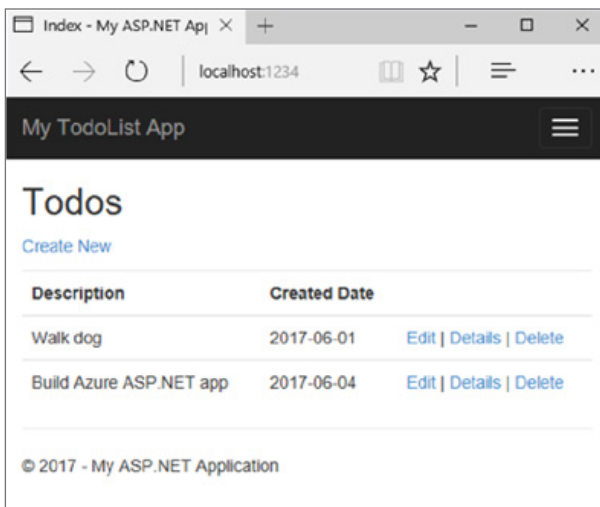 Index - My ASP.NET Ap
localhost:1234
My TodoList App
Todos
Create New
Description Created Date
Walk dog 2017-06-01 Edit | Details | Delete
Build Azure ASP.NET app 2017-06-04 Edit | Details | Delete
© 2017 - My ASP.NET Application